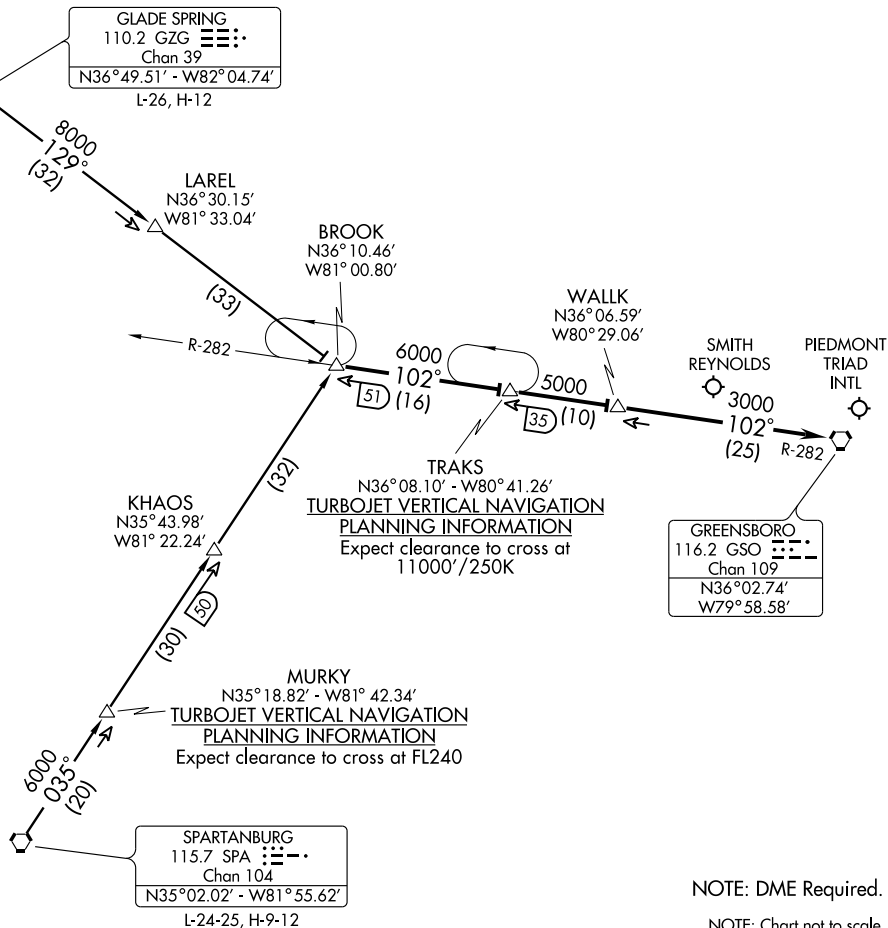 GLADE SPRING
110.2 GZG
Chan 39
N36°49.51' - W82°04.74'
L-26, H-12
8000
129°
(32)
LAREL
N36°30.15'
W81°33.04'
(33)
BROOK
N36°10.46'
W81°00.80'
R-282
6000
102°
(16)
51
WALLK
N36°06.59'
W80°29.06'
5000
(10)
35
SMITH
REYNOLDS
PIEDMONT
TRIAD
INTL
3000
102°
(25)
R-282
TRAKS
N36°08.10' - W80°41.26'
TURBOJET VERTICAL NAVIGATION
PLANNING INFORMATION
Expect clearance to cross at
11000'/250K
GREENSBORO
116.2 GSO
Chan 109
N36°02.74'
W79°58.58'
(32)
KHAOS
N35°43.98'
W81°22.24'
50
(30)
MURKY
N35°18.82' - W81°42.34'
TURBOJET VERTICAL NAVIGATION
PLANNING INFORMATION
Expect clearance to cross at FL240
6000
035°
(20)
SPARTANBURG
115.7 SPA
Chan 104
N35°02.02' - W81°55.62'
L-24-25, H-9-12
NOTE: DME Required.
NOTE: Chart not to scale